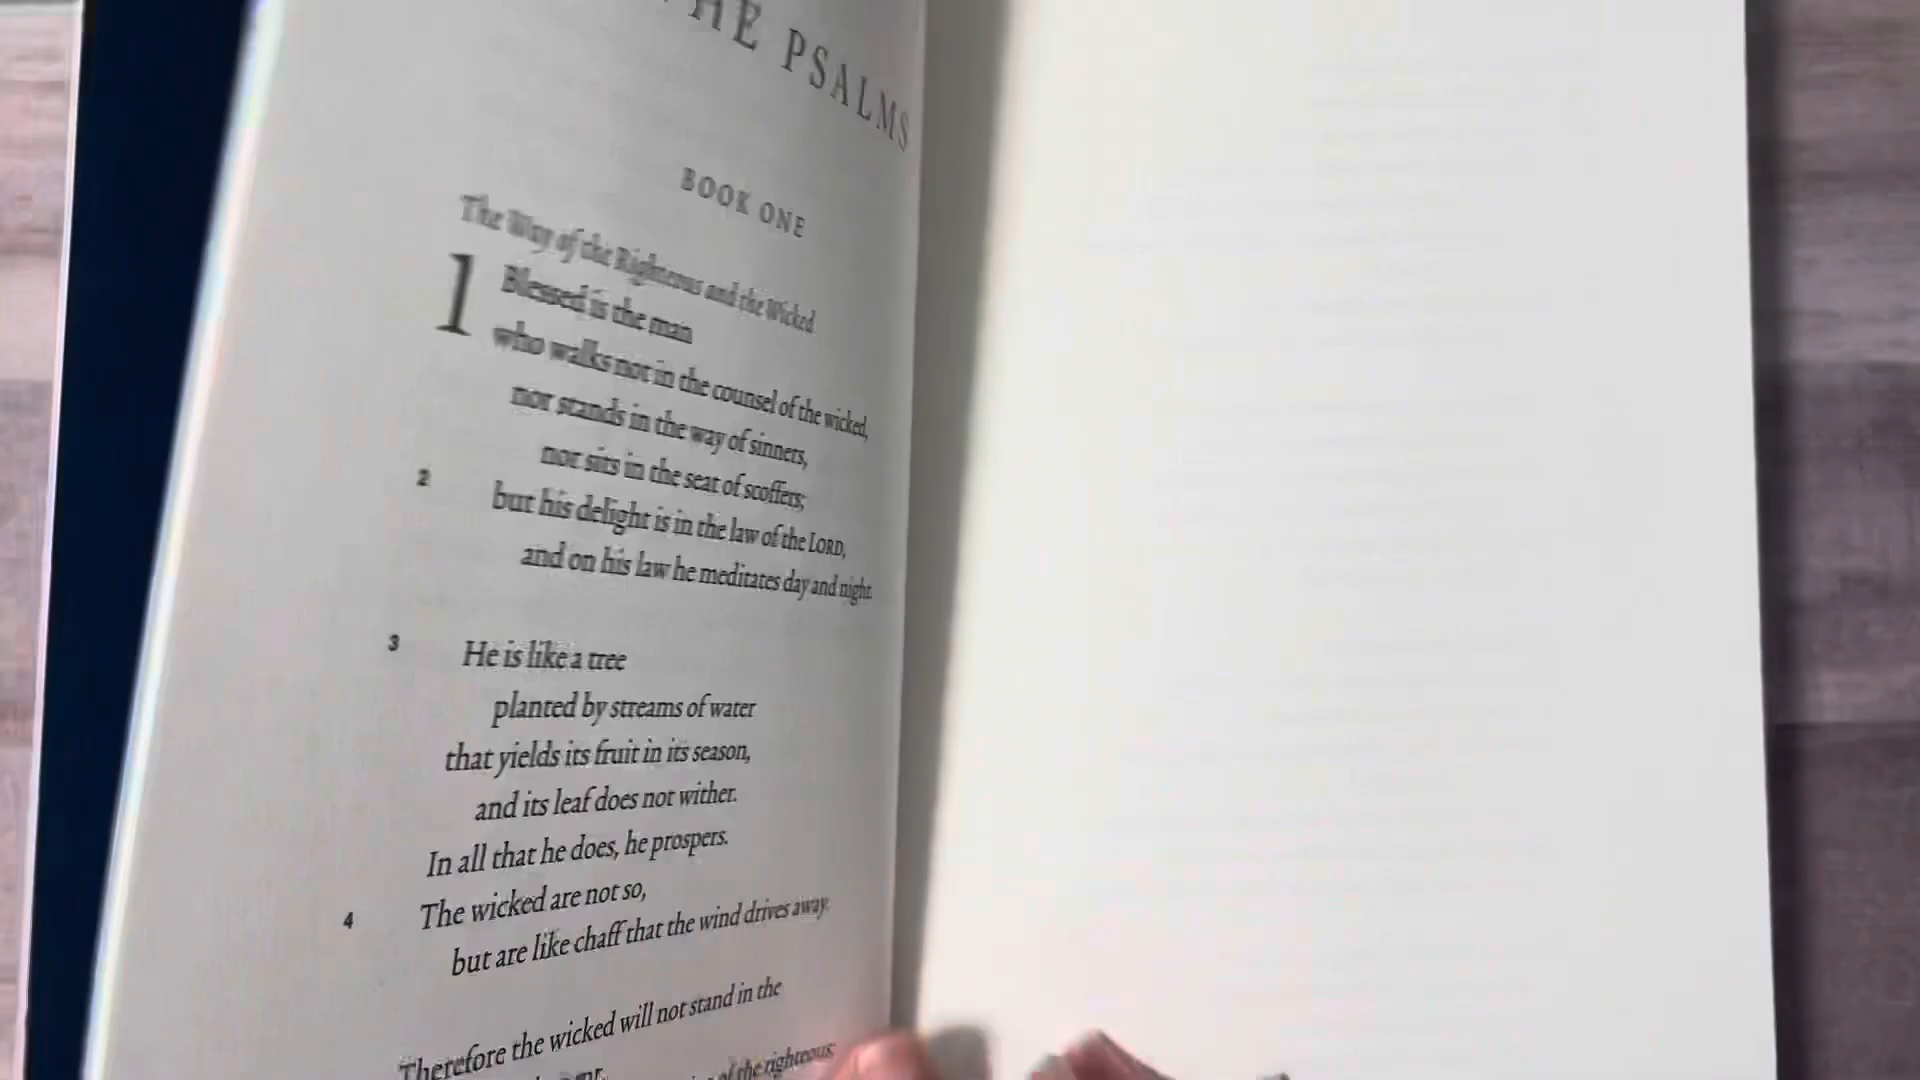 THE PSALMS
BOOK ONE
The Way of the Righteous and the Wicked
1 Blessed is the man
who walks not in the counsel of the wicked,
nor stands in the way of sinners,
nor sits in the seat of scoffers;
2 but his delight is in the law of the LORD,
and on his law he meditates day and night.
3 He is like a tree
planted by streams of water
that yields its fruit in its season,
and its leaf does not wither.
In all that he does, he prospers.
4 The wicked are not so,
but are like chaff that the wind drives away.
Therefore the wicked will not stand in the
of the righteous;